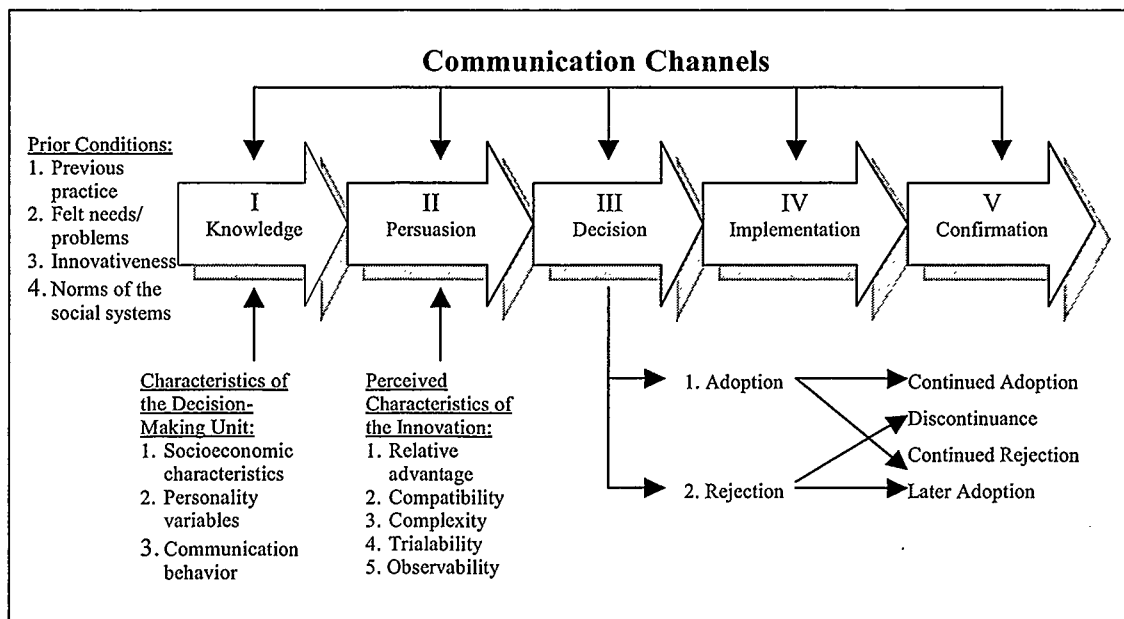 Communication Channels
Prior Conditions:
1. Previous
practice
2. Felt needs/
problems
3. Innovativeness
4. Norms of the
social systems
I
Knowledge
II
Persuasion
III
Decision
IV
Implementation
V
Confirmation
Characteristics of
the Decision-
Making Unit:
1. Socioeconomic
characteristics
2. Personality
variables
3. Communication
behavior
Perceived
Characteristics of
the Innovation:
1. Relative
advantage
2. Compatibility
3. Complexity
4. Trialability
5. Observability
1. Adoption
2. Rejection
Continued Adoption
Discontinuance
Continued Rejection
Later Adoption